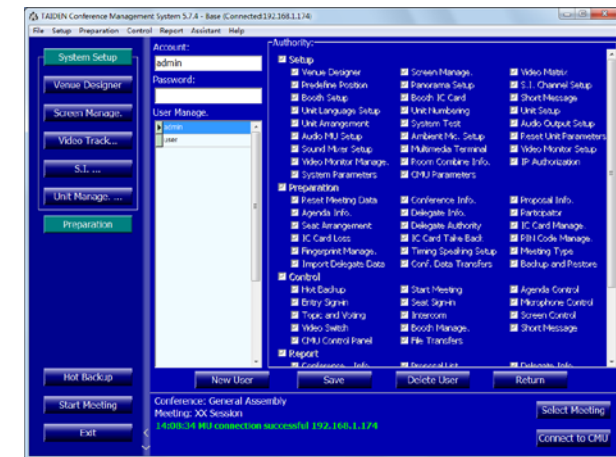 TAIDEN Conference Management System 5.7.4 - Base (Connected:192.168.1.174)
File Setup Preparation Control Report Assistant Help
System Setup
Venue Designer
Screen Manage.
Video Track...
S.I. ...
Unit Manage. ...
Preparation
Hot Backup
Start Meeting
Exit
Account:
admin
Password:
User Manage.
admin
user
Authority:
Setup
Venue Designer Screen Manage. Video Matrix
Predefine Position Panorama Setup S.I. Channel Setup
Booth Setup Booth IC Card Short Message
Unit Language Setup Unit Numbering Unit Setup
Unit Arrangement System Test Audio Output Setup
Audio MU Setup Ambient Mic. Setup Reset Unit Parameters
Sound Mixer Setup Multimedia Terminal Video Monitor Setup
Video Monitor Manage. Room Combine Info. IP Authorization
System Parameters CMU Parameters
Preparation
Reset Meeting Data Conference Info. Proposal Info.
Agenda Info. Delegate Info. Participator
Seat Arrangement Delegate Authority IC Card Manage.
IC Card Loss IC Card Take Back PIN Code Manage.
Fingerprint Manage. Timing Speaking Setup Meeting Type
Import Delegate Data Conf. Data Transfers Backup and Restore
Control
Hot Backup Start Meeting Agenda Control
Entry Sign-in Seat Sign-in Microphone Control
Topic and Voting Intercom Screen Control
Video Switch Booth Manage. Short Message
CMU Control Panel File Transfers
Report
Conference Info. Proposal List Delegate Info.
New User Save Delete User Return
Conference: General Assembly
Meeting: XX Session
14:08:34 MU connection successful 192.168.1.174
Select Meeting
Connect to CMU